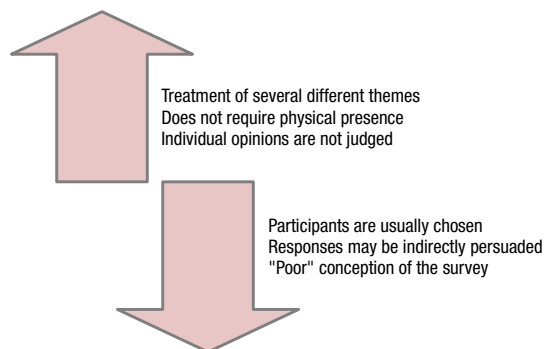 Treatment of several different themes
Does not require physical presence
Individual opinions are not judged
Participants are usually chosen
Responses may be indirectly persuaded
"Poor" conception of the survey